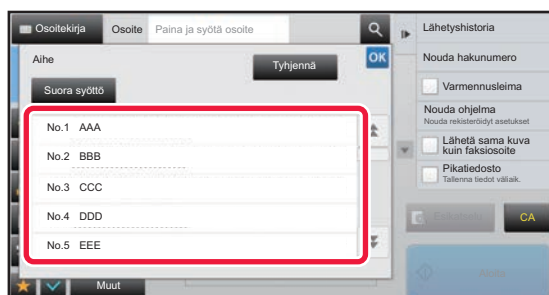 Osoitekirja
Osoite
Paina ja syötä osoite
Aihe
Tyhjennä
OK
Suora syöttö
No.1 AAA
No.2 BBB
No.3 CCC
No.4 DDD
No.5 EEE
Muut
Lähetyshistoria
Nouda hakunumero
Varmennusleima
Nouda ohjelma
Nouda rekisteröidyt asetukset
Lähetä sama kuva
kuin faksiosoite
Pikatiedosto
Tallenna tiedot väliaik.
CA